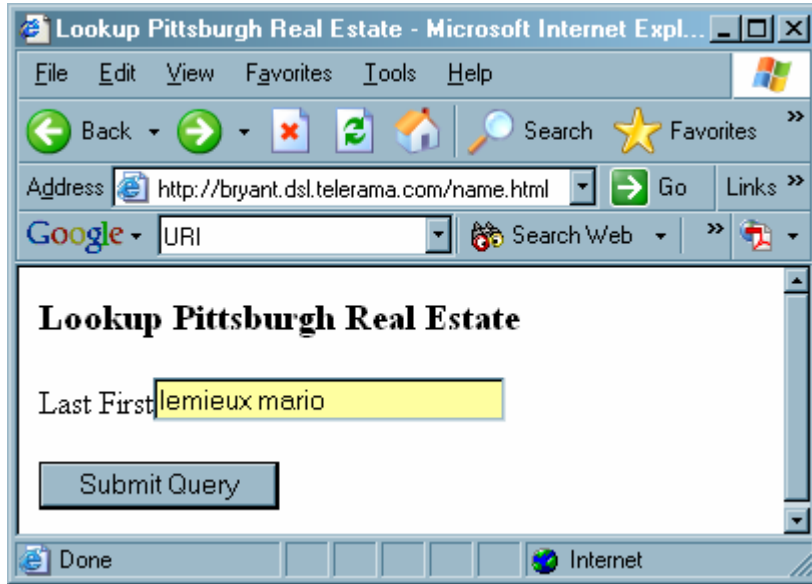 Lookup Pittsburgh Real Estate - Microsoft Internet Expl...
File Edit View Favorites Tools Help
Back Search Favorites »
Address http://bryant.dsl.telerama.com/name.html Go Links »
Google URI Search Web »
Lookup Pittsburgh Real Estate
Last First lemieux mario
Submit Query
Done Internet